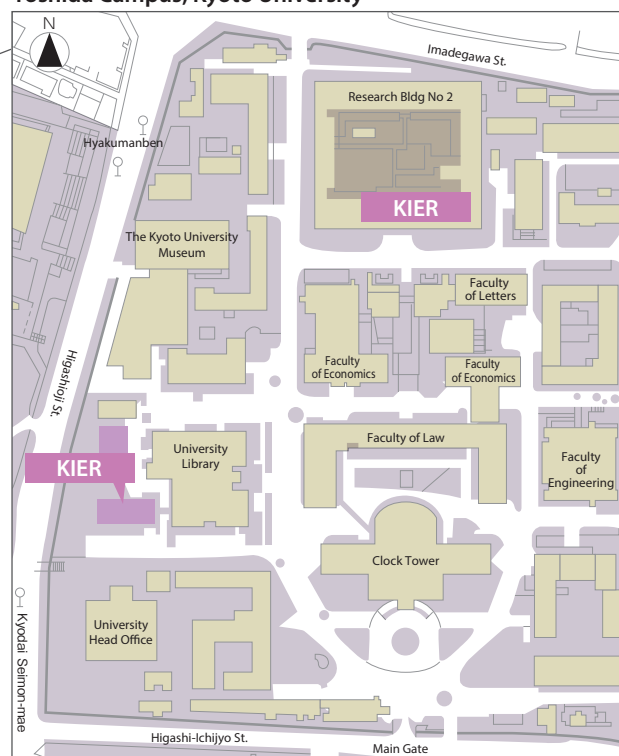 Yoshida Campus, Kyoto University
N
Imadegawa St.
Research Bldg No 2
Hyakumanben
KIER
The Kyoto University
Museum
Faculty
of Letters
Higashioji St.
Faculty
of Economics
Faculty
of Economics
Faculty of Law
University
Library
KIER
Faculty
of
Engineering
Clock Tower
University
Head Office
Kyodai Seimon-mae
Higashi-Ichijyo St.
Main Gate